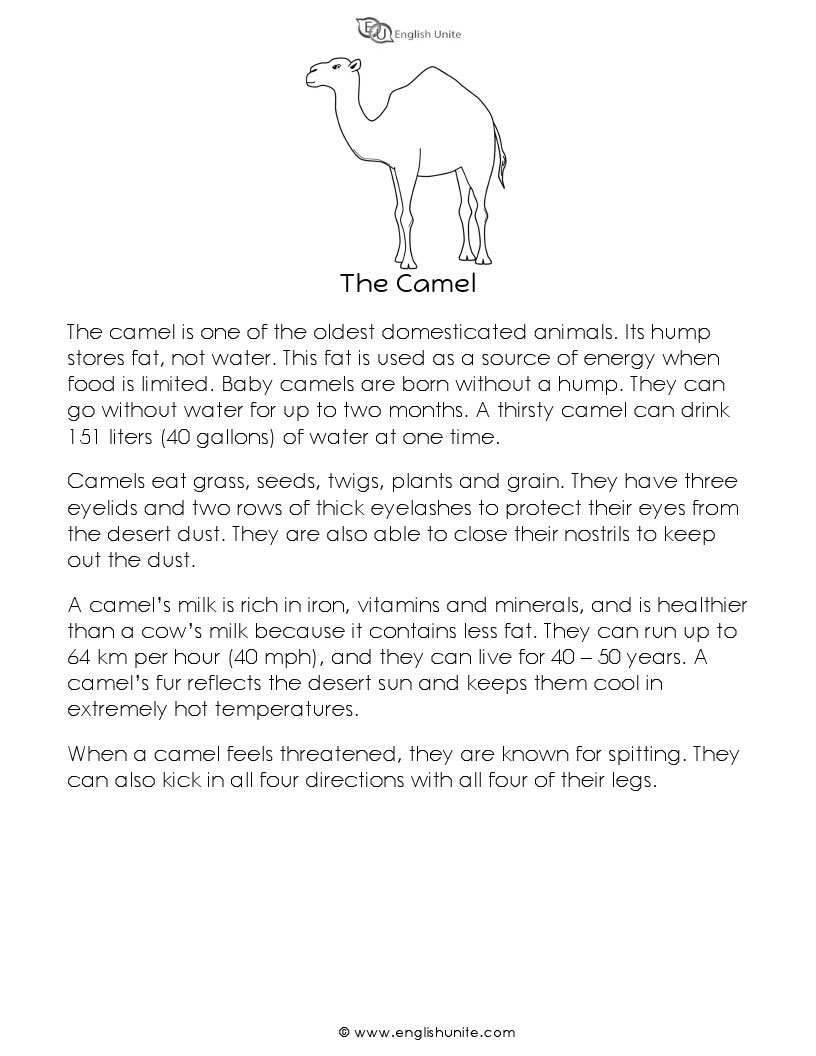 EU English Unite
The Camel
The camel is one of the oldest domesticated animals. Its hump
stores fat, not water. This fat is used as a source of energy when
food is limited. Baby camels are born without a hump. They can
go without water for up to two months. A thirsty camel can drink
151 liters (40 gallons) of water at one time.
Camels eat grass, seeds, twigs, plants and grain. They have three
eyelids and two rows of thick eyelashes to protect their eyes from
the desert dust. They are also able to close their nostrils to keep
out the dust.
A camel's milk is rich in iron, vitamins and minerals, and is healthier
than a cow's milk because it contains less fat. They can run up to
64 km per hour (40 mph), and they can live for 40 – 50 years. A
camel's fur reflects the desert sun and keeps them cool in
extremely hot temperatures.
When a camel feels threatened, they are known for spitting. They
can also kick in all four directions with all four of their legs.
© www.englishunite.com